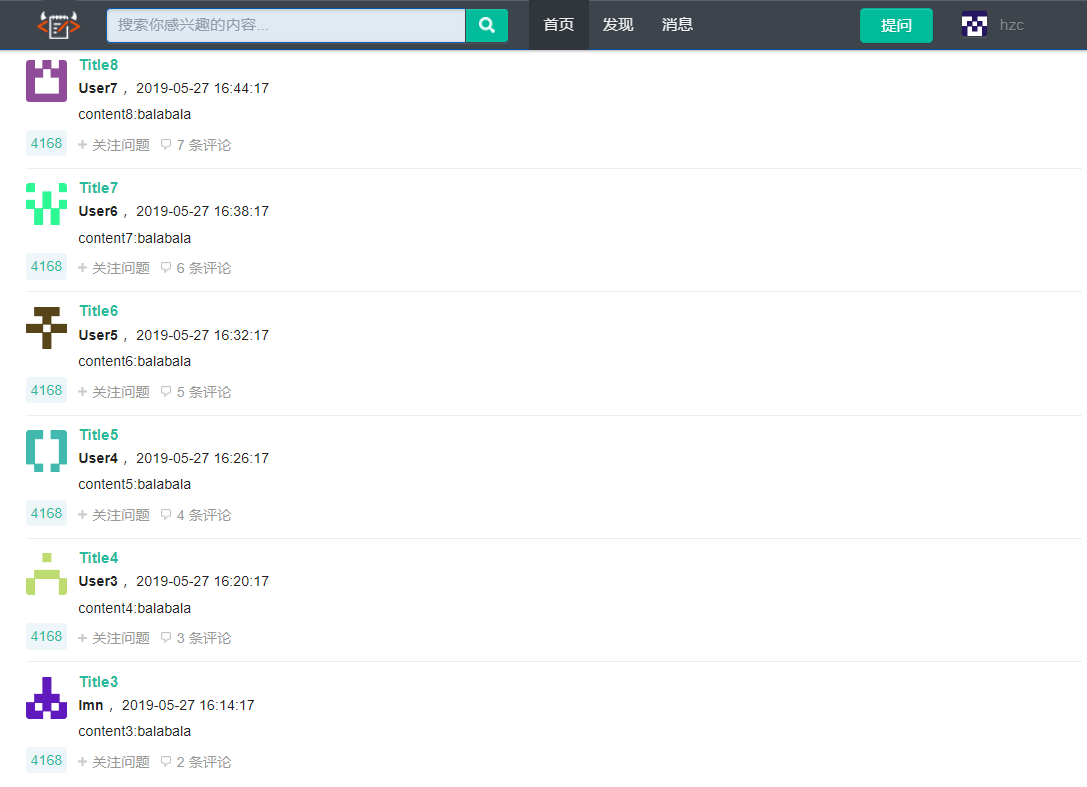 搜索你感兴趣的内容... 首页 发现 消息 提问 hzc
Title8
User7 ， 2019-05-27 16:44:17
content8:balabala
4168 + 关注问题 7 条评论
Title7
User6 ， 2019-05-27 16:38:17
content7:balabala
4168 + 关注问题 6 条评论
Title6
User5 ， 2019-05-27 16:32:17
content6:balabala
4168 + 关注问题 5 条评论
Title5
User4 ， 2019-05-27 16:26:17
content5:balabala
4168 + 关注问题 4 条评论
Title4
User3 ， 2019-05-27 16:20:17
content4:balabala
4168 + 关注问题 3 条评论
Title3
lmn ， 2019-05-27 16:14:17
content3:balabala
4168 + 关注问题 2 条评论